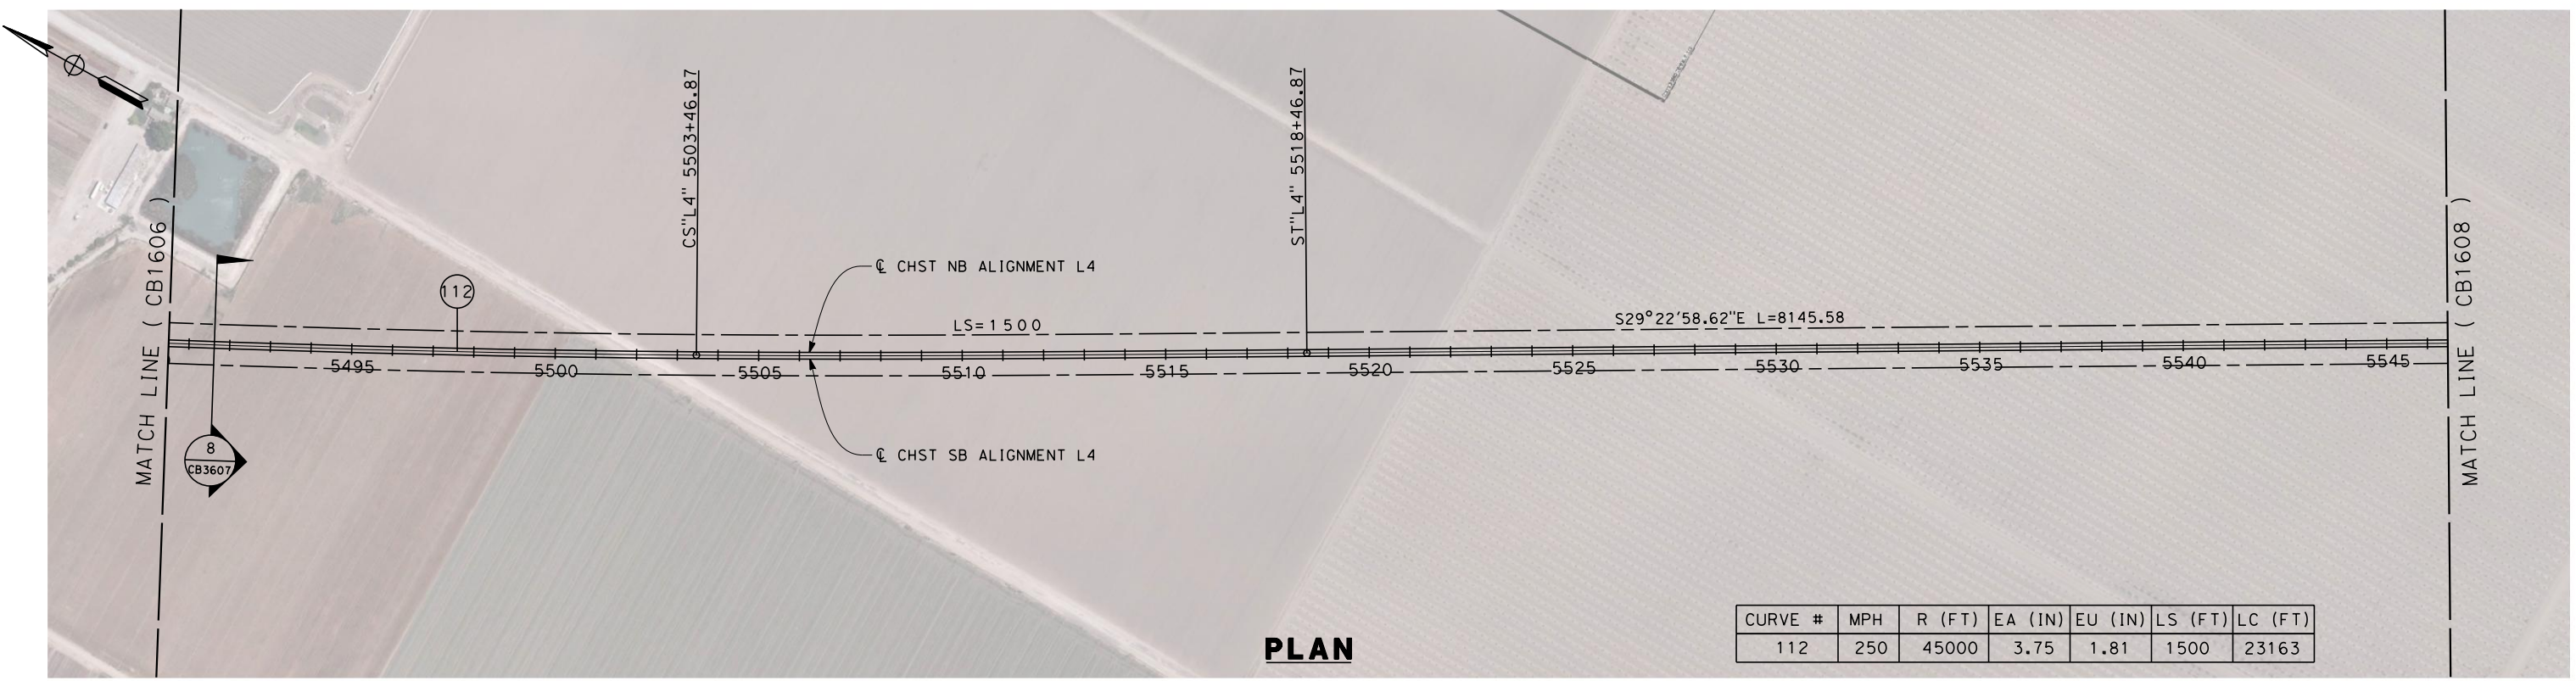 CS"L4" 5503+46.87
ST"L4" 5518+46.87
MATCH LINE ( CB1606 )
MATCH LINE ( CB1608 )
112
℄ CHST NB ALIGNMENT L4
LS=1500
S29°22'58.62"E L=8145.58
5495 5500 5505 5510 5515 5520 5525 5530 5535 5540 5545
8
CB3607
℄ CHST SB ALIGNMENT L4
PLAN
CURVE # MPH R (FT) EA (IN) EU (IN) LS (FT) LC (FT)
112 250 45000 3.75 1.81 1500 23163